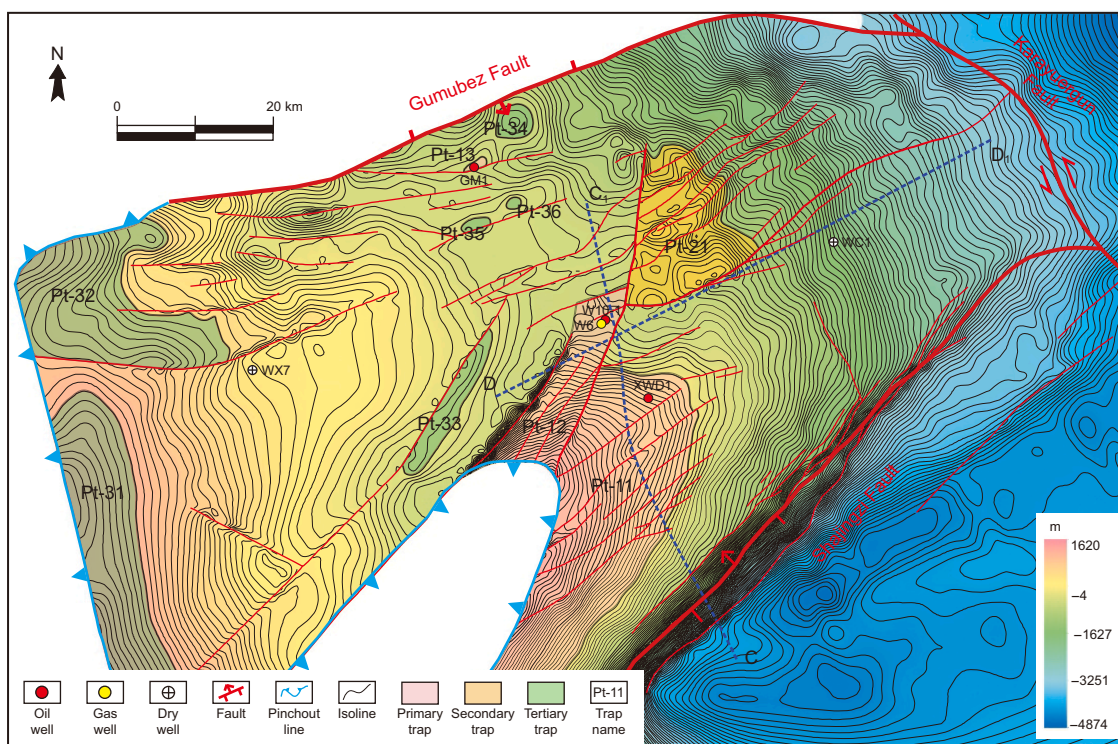 N
0
20 km
Gumubez Fault
Karayuergun
Fault
Pt-34
Pt-13
GM1
C₁
D₁
Pt-36
Pt-35
Pt-21
WC1
Pt-32
W6
WX7
D
XWD1
Pt-33
Pt-12
Pt-31
Pt-11
Shajingzi Fault
C
m
1620
−4
−1627
−3251
−4874
Oil
well
Gas
well
Dry
well
Fault
Pinchout
line
Isoline
Primary
trap
Secondary
trap
Tertiary
trap
Pt-11
Trap
name